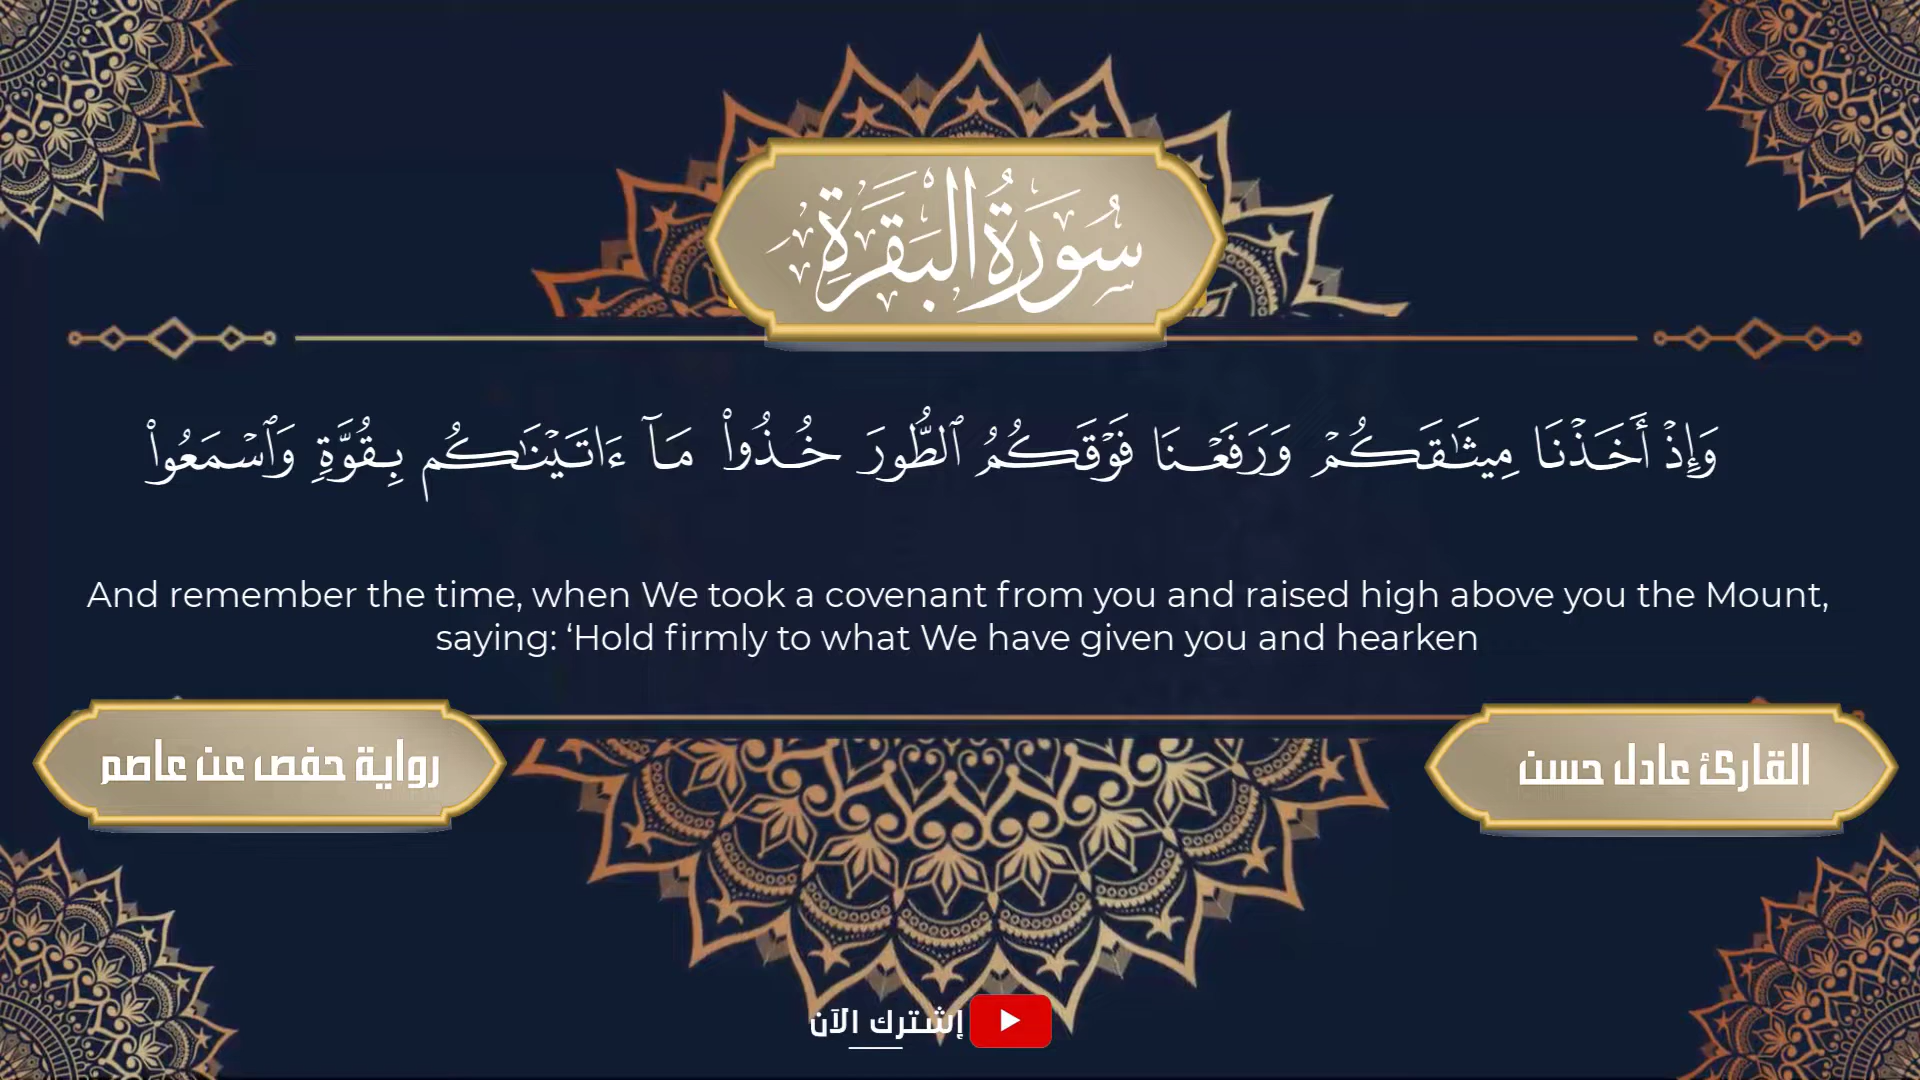 سُورَةُ البَقَرَةِ
وَإِذْ أَخَذْنَا مِيثَٰقَكُمْ وَرَفَعْنَا فَوْقَكُمُ ٱلطُّورَ خُذُواْ مَآ ءَاتَيْنَٰكُم بِقُوَّةٍ وَٱسْمَعُواْ
And remember the time, when We took a covenant from you and raised high above you the Mount,
saying: ‘Hold firmly to what We have given you and hearken
القارئ عادل حسن
رواية حفص عن عاصم
إشترك الآن